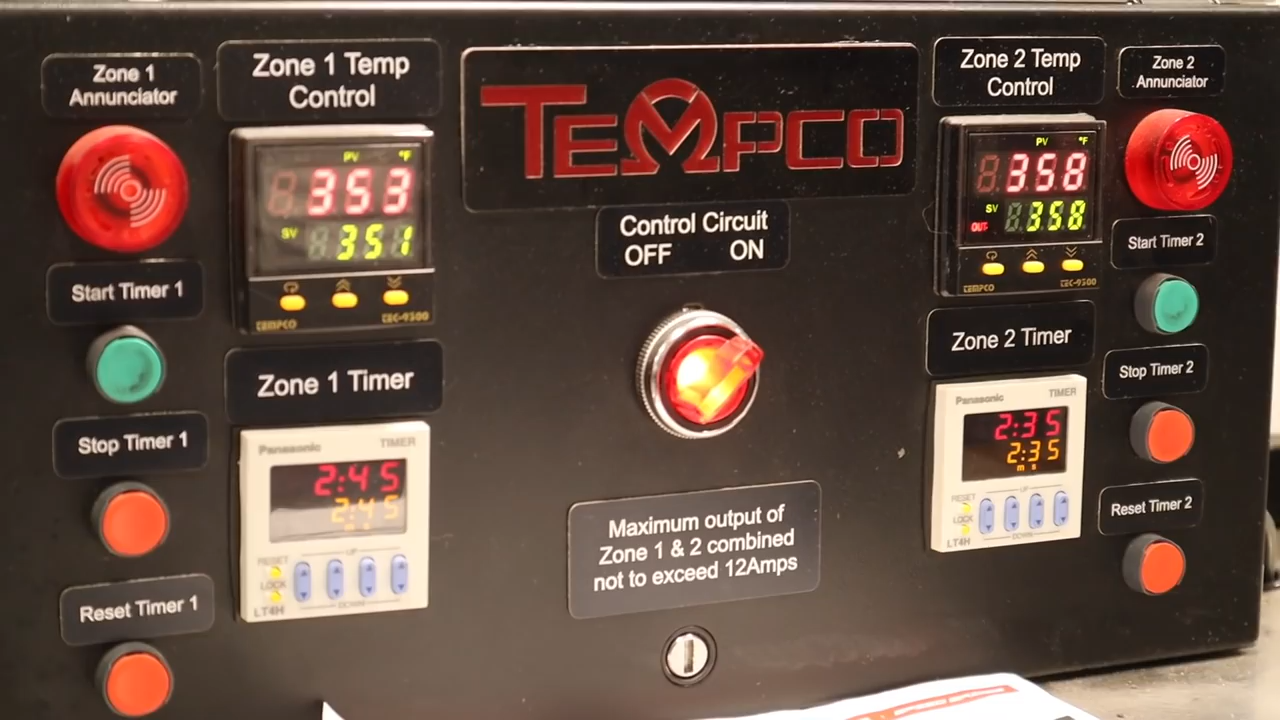 Zone 1
Annunciator
Start Timer 1
Stop Timer 1
Reset Timer 1
Zone 1 Temp
Control
PV °F
353
SV
351
TEMPCO TEC-9300
Zone 1 Timer
Panasonic TIMER
2:45
2:45
RESET
UP
LOCK
DOWN
LT4H
TEMPCO
Control Circuit
OFF ON
Maximum output of
Zone 1 & 2 combined
not to exceed 12Amps
Zone 2 Temp
Control
PV °F
358
SV
OUT
358
TEMPCO TEC-9300
Zone 2 Timer
Panasonic TIMER
2:35
2:35
m s
RESET
UP
LOCK
DOWN
LT4H
Zone 2
Annunciator
Start Timer 2
Stop Timer 2
Reset Timer 2